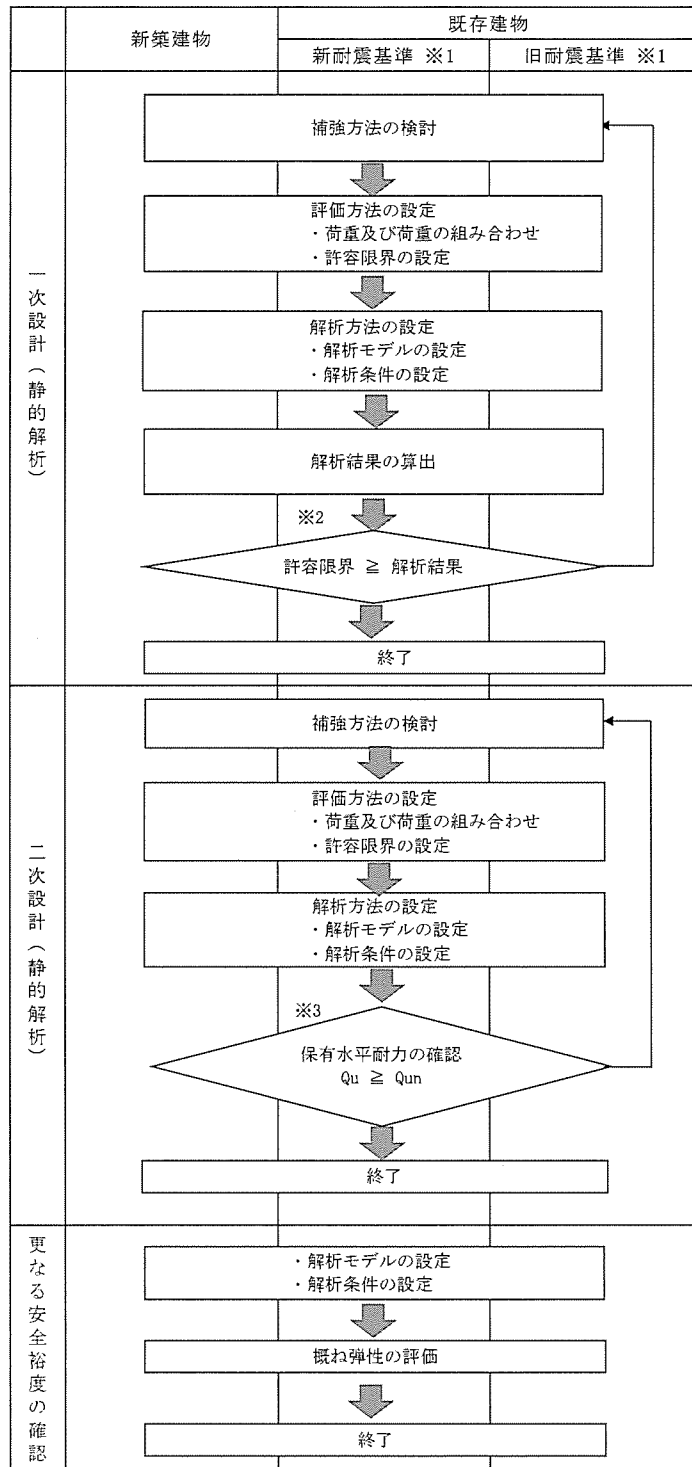 新築建物
既存建物
新耐震基準 ※1
旧耐震基準 ※1
一次設計(静的解析)
補強方法の検討
評価方法の設定
・荷重及び荷重の組み合わせ
・許容限界の設定
解析方法の設定
・解析モデルの設定
・解析条件の設定
解析結果の算出
※2
許容限界 ≧ 解析結果
終了
二次設計(静的解析)
補強方法の検討
評価方法の設定
・荷重及び荷重の組み合わせ
・許容限界の設定
解析方法の設定
・解析モデルの設定
・解析条件の設定
※3
保有水平耐力の確認
Qu ≧ Qun
終了
更なる安全裕度の確認
・解析モデルの設定
・解析条件の設定
概ね弾性の評価
終了